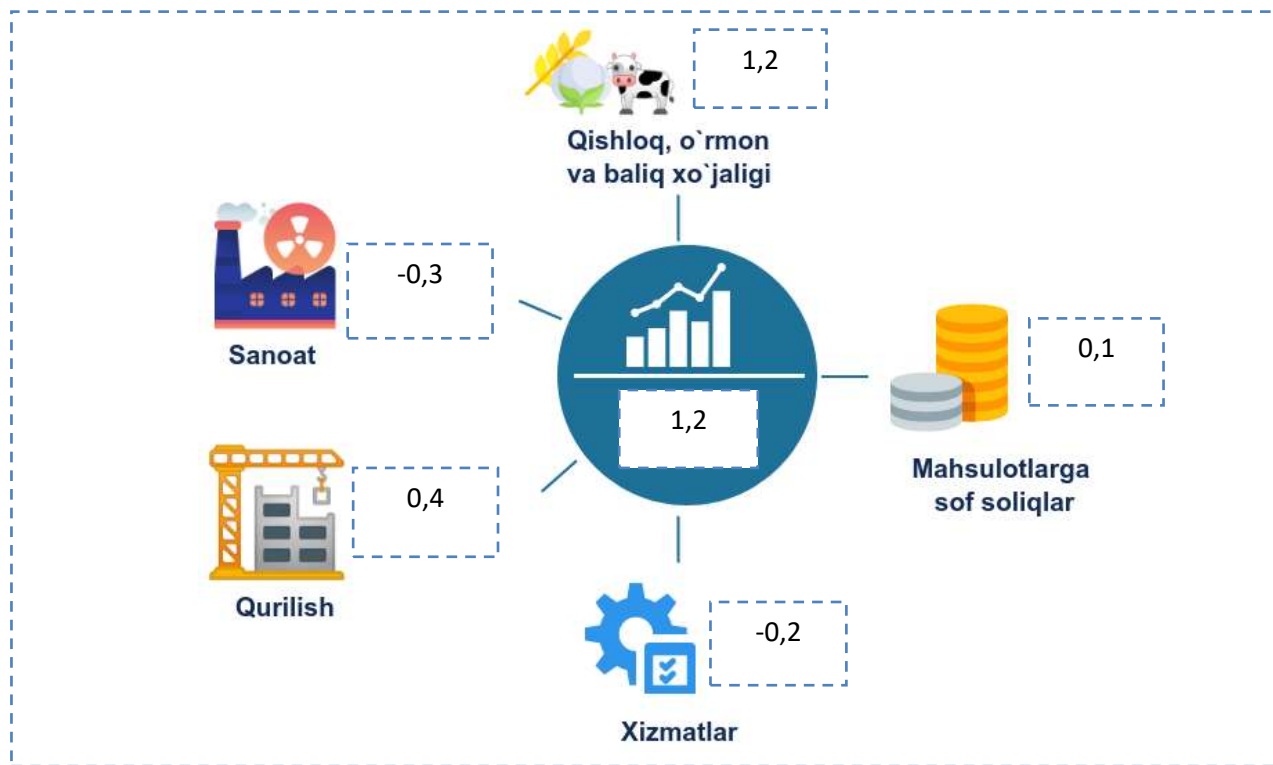 1,2
Qishloq, o`rmon
va baliq xo`jaligi
-0,3
Sanoat
0,1
Mahsulotlarga
sof soliqlar
1,2
0,4
Qurilish
-0,2
Xizmatlar